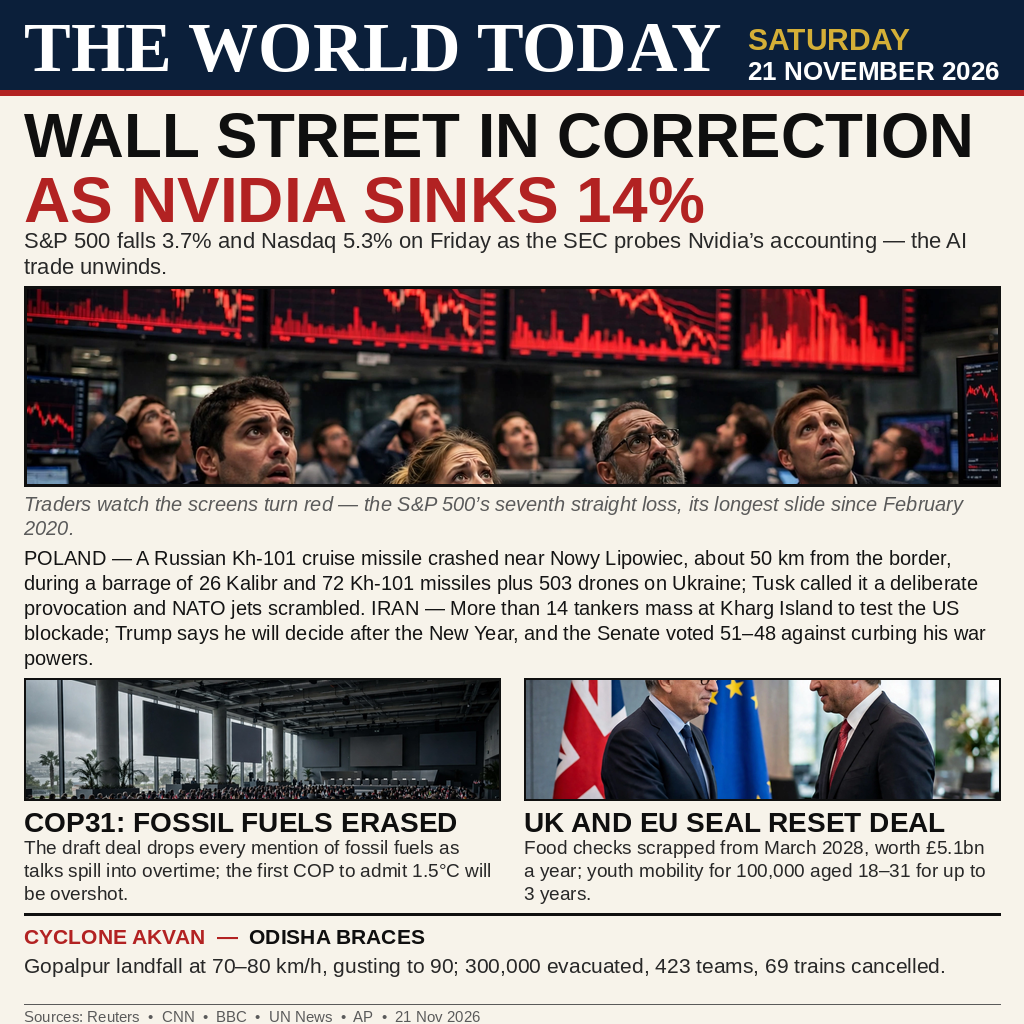 THE WORLD TODAY
SATURDAY
21 NOVEMBER 2026
WALL STREET IN CORRECTION
AS NVIDIA SINKS 14%
S&P 500 falls 3.7% and Nasdaq 5.3% on Friday as the SEC probes Nvidia’s accounting — the AI
trade unwinds.
Traders watch the screens turn red — the S&P 500’s seventh straight loss, its longest slide since February
2020.
POLAND — A Russian Kh-101 cruise missile crashed near Nowy Lipowiec, about 50 km from the border,
during a barrage of 26 Kalibr and 72 Kh-101 missiles plus 503 drones on Ukraine; Tusk called it a deliberate
provocation and NATO jets scrambled. IRAN — More than 14 tankers mass at Kharg Island to test the US
blockade; Trump says he will decide after the New Year, and the Senate voted 51–48 against curbing his war
powers.
COP31: FOSSIL FUELS ERASED
The draft deal drops every mention of fossil fuels as
talks spill into overtime; the first COP to admit 1.5°C will
be overshot.
UK AND EU SEAL RESET DEAL
Food checks scrapped from March 2028, worth £5.1bn
a year; youth mobility for 100,000 aged 18–31 for up to
3 years.
CYCLONE AKVAN — ODISHA BRACES
Gopalpur landfall at 70–80 km/h, gusting to 90; 300,000 evacuated, 423 teams, 69 trains cancelled.
Sources: Reuters • CNN • BBC • UN News • AP • 21 Nov 2026